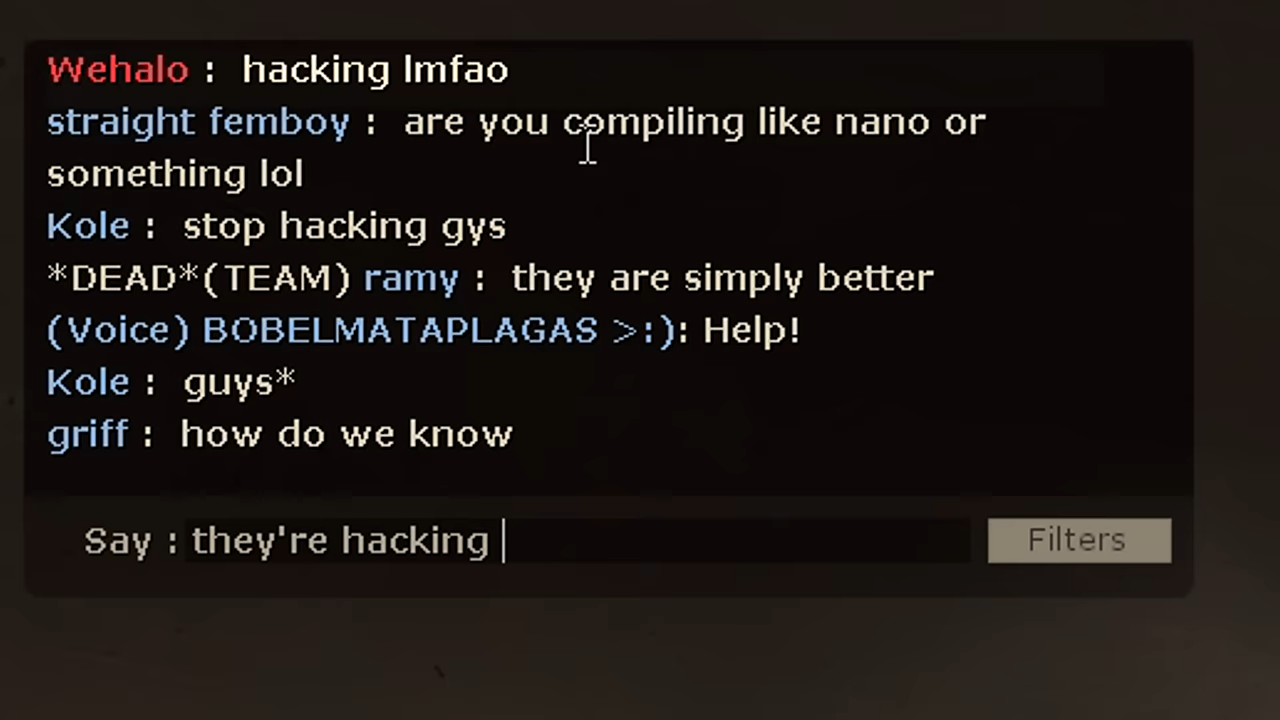 Wehalo :  hacking lmfao
straight femboy :  are you compiling like nano or
something lol
Kole :  stop hacking gys
*DEAD*(TEAM) ramy :  they are simply better
(Voice) BOBELMATAPLAGAS >:): Help!
Kole :  guys*
griff :  how do we know
Say : they're hacking
Filters